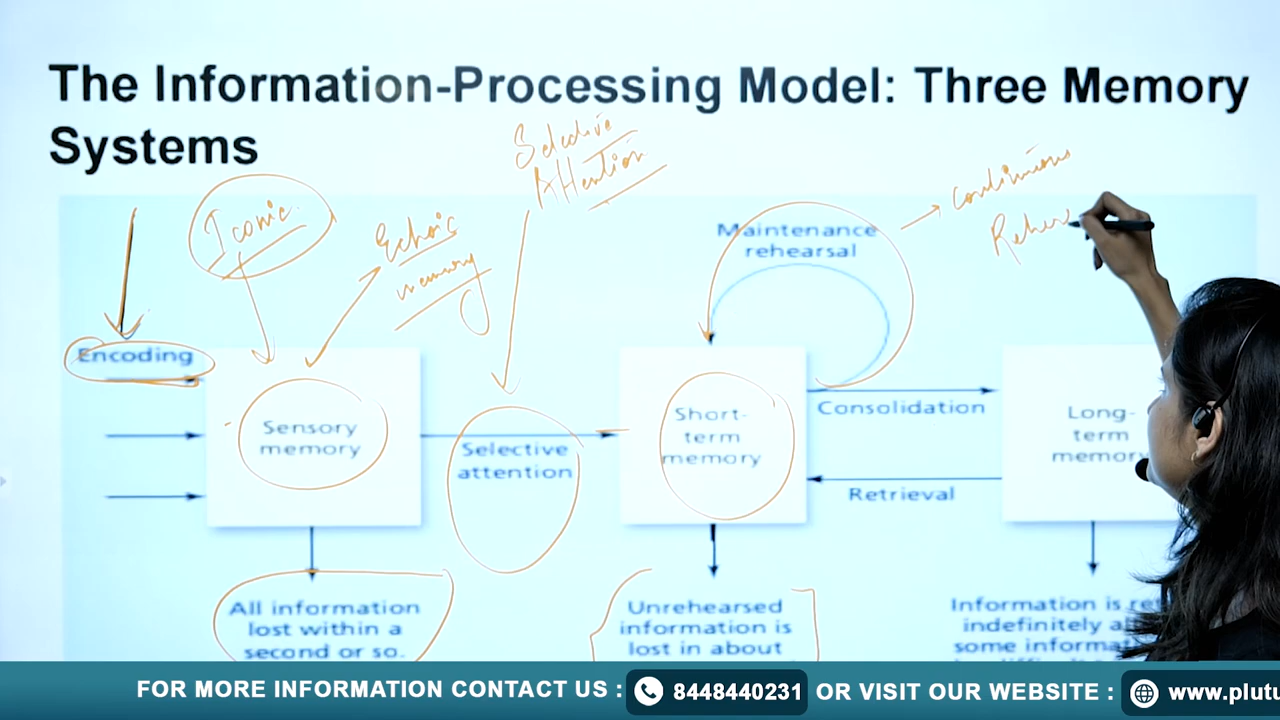 The Information-Processing Model: Three Memory
Systems
Selective
Attention
Iconic
Echoic
memory
continuous
Maintenance
rehearsal
Encoding
Sensory
memory
Selective
attention
Short-
term
memory
Consolidation
Retrieval
Long-
term
memory
All information
lost within a
second or so.
Unrehearsed
information is
lost in about
Information is
indefinitely
some
FOR MORE INFORMATION CONTACT US : 8448440231 OR VISIT OUR WEBSITE : www.plutu